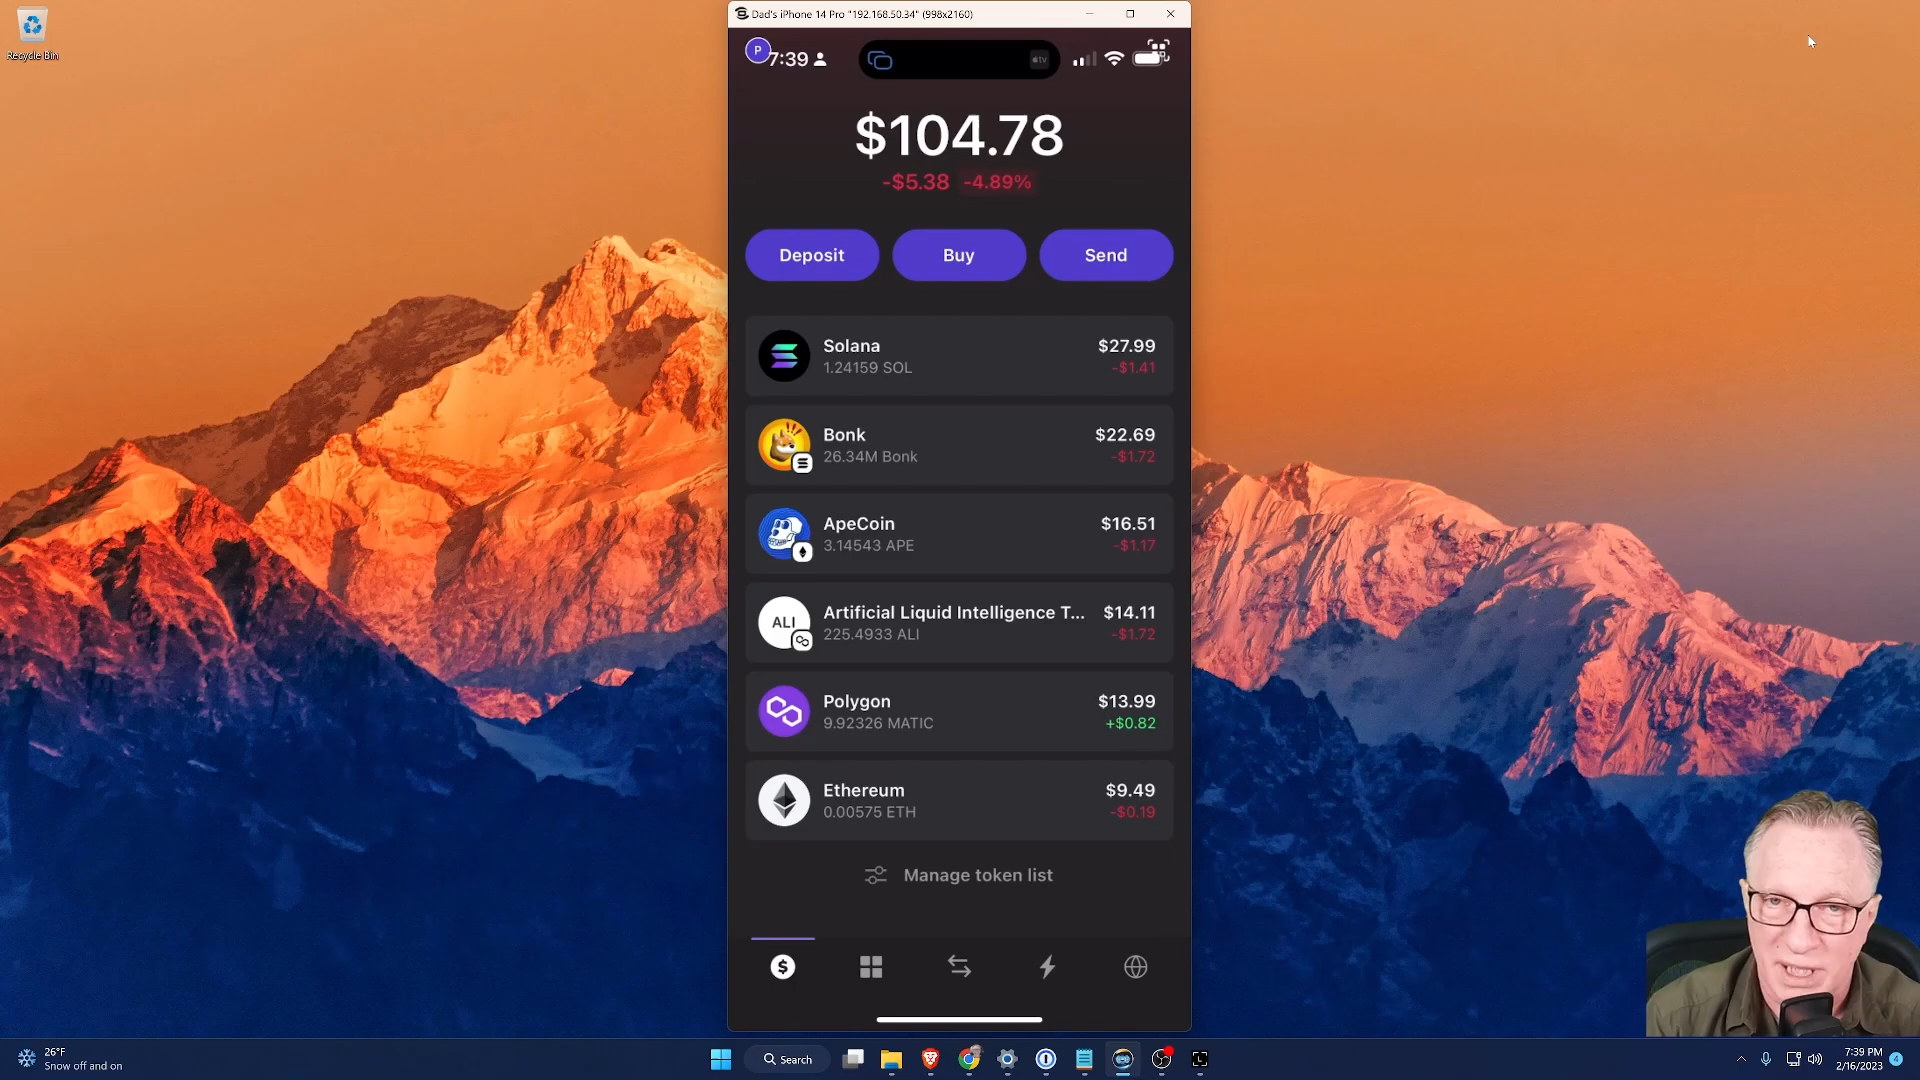 Recycle Bin
Dad's iPhone 14 Pro "192.168.50.34" (998x2160)
P
7:39
tv
$104.78
-$5.38 -4.89%
Deposit
Buy
Send
Solana
$27.99
1.24159 SOL
-$1.41
Bonk
$22.69
26.34M Bonk
-$1.72
ApeCoin
$16.51
3.14543 APE
-$1.17
ALI
Artificial Liquid Intelligence T...
$14.11
225.4933 ALI
-$1.72
Polygon
$13.99
9.92326 MATIC
+$0.82
Ethereum
$9.49
0.00575 ETH
-$0.19
Manage token list
$
26°F
Snow off and on
Search
7:39 PM
2/16/2023
4